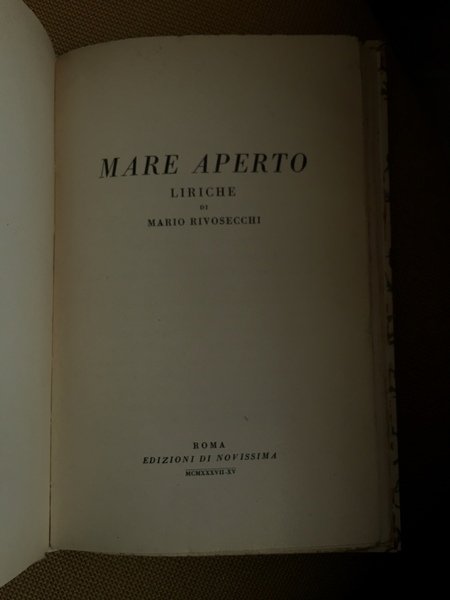 MARE APERTO
LIRICHE
DI
MARIO RIVOSECCHI
ROMA
EDIZIONI DI NOVISSIMA
MCMXXXVII-XV